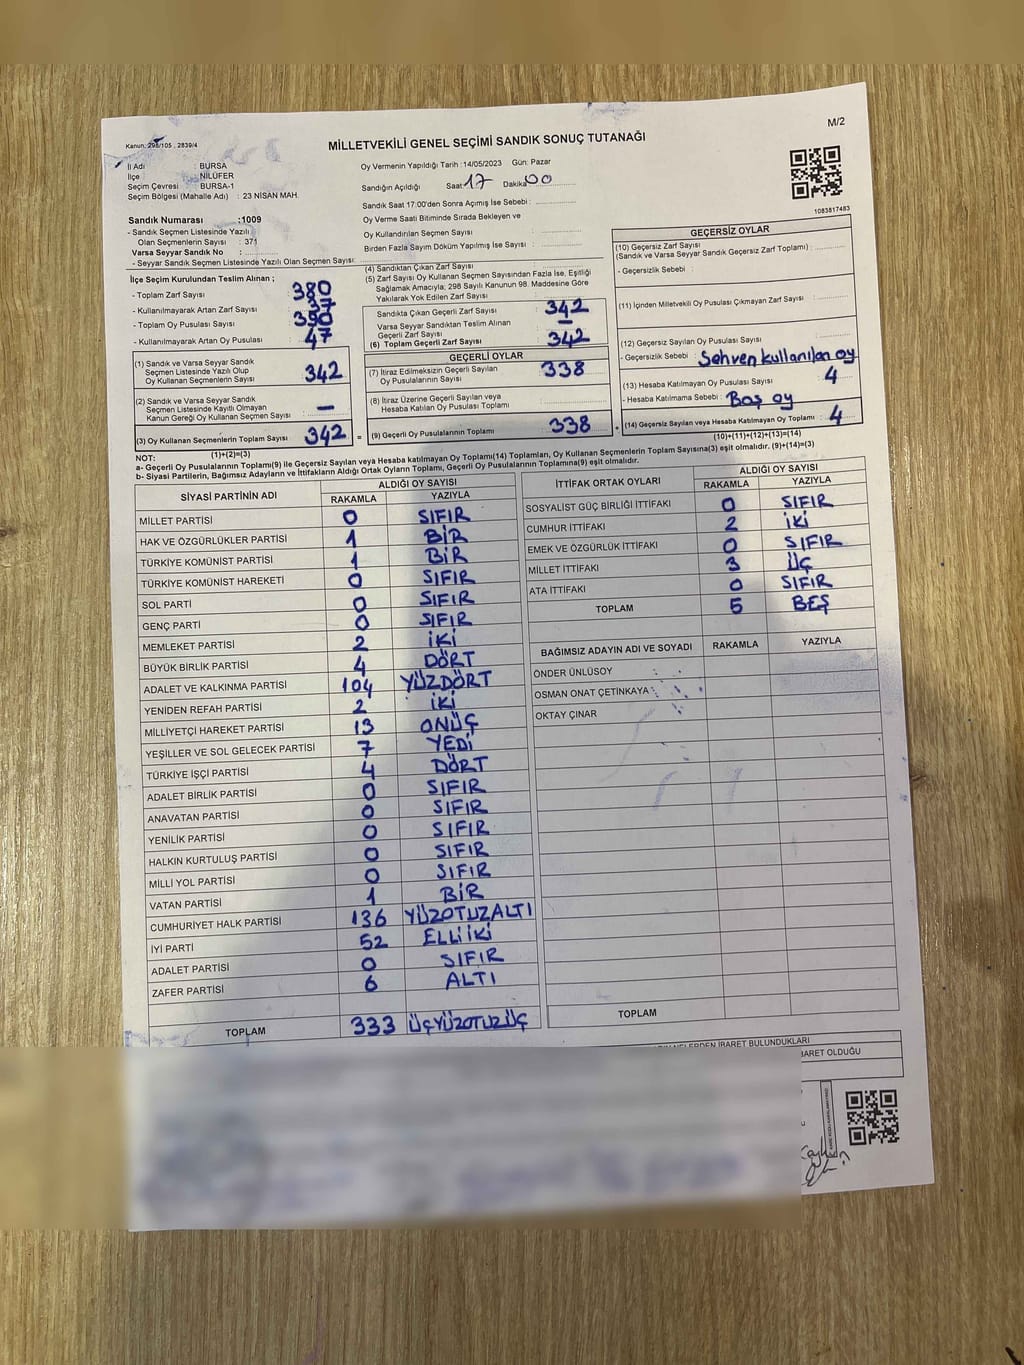 M/2
Kanun: 298/105 , 2839/4
MİLLETVEKİLİ GENEL SEÇİMİ SANDIK SONUÇ TUTANAĞI
İl Adı : BURSA
İlçe : NİLÜFER
Seçim Çevresi : BURSA-1
Seçim Bölgesi (Mahalle Adı) : 23 NİSAN MAH.
Sandık Numarası :1009
- Sandık Seçmen Listesinde Yazılı
Olan Seçmenlerin Sayısı : 371
Varsa Seyyar Sandık No :
- Seyyar Sandık Seçmen Listesinde Yazılı Olan Seçmen Sayısı:
Oy Vermenin Yapıldığı Tarih : 14/05/2023 Gün: Pazar
Sandığın Açıldığı Saat 17 Dakika 00
Sandık Saat 17:00'den Sonra Açımış İse Sebebi :
Oy Verme Saati Bitiminde Sırada Bekleyen ve
Oy Kullandırılan Seçmen Sayısı :
Birden Fazla Sayım Döküm Yapılmış İse Sayısı :
1083817483
İlçe Seçim Kurulundan Teslim Alınan ;
- Toplam Zarf Sayısı 380
- Kullanılmayarak Artan Zarf Sayısı 37
- Toplam Oy Pusulası Sayısı 390
- Kullanılmayarak Artan Oy Pusulası 47
(1) Sandık ve Varsa Seyyar Sandık
Seçmen Listesinde Yazılı Olup
Oy Kullanan Seçmenlerin Sayısı 342
(2) Sandık ve Varsa Seyyar Sandık
Seçmen Listesinde Kayıtlı Olmayan
Kanun Gereği Oy Kullanan Seçmen Sayısı : —
(3) Oy Kullanan Seçmenlerin Toplam Sayısı 342 =
(4) Sandıktan Çıkan Zarf Sayısı :
(5) Zarf Sayısı Oy Kullanan Seçmen Sayısından Fazla İse, Eşitliği
Sağlamak Amacıyla; 298 Sayılı Kanunun 98. Maddesine Göre
Yakılarak Yok Edilen Zarf Sayısı :
Sandıkta Çıkan Geçerli Zarf Sayısı : 342
Varsa Seyyar Sandıktan Teslim Alınan
Geçerli Zarf Sayısı : —
(6) Toplam Geçerli Zarf Sayısı : 342
GEÇERLİ OYLAR
(7) İtiraz Edilmeksizin Geçerli Sayılan
Oy Pusulalarının Sayısı : 338
(8) İtiraz Üzerine Geçerli Sayılan veya
Hesaba Katılan Oy Pusulası Toplamı :
(9) Geçerli Oy Pusulalarının Toplamı 338 +
GEÇERSİZ OYLAR
(10) Geçersiz Zarf Sayısı
(Sandık ve Varsa Seyyar Sandık Geçersiz Zarf Toplamı) :
- Geçersizlik Sebebi :
(11) İçinden Milletvekili Oy Pusulası Çıkmayan Zarf Sayısı :
(12) Geçersiz Sayılan Oy Pusulası Sayısı :
- Geçersizlik Sebebi : Sehven kullanılan oy
(13) Hesaba Katılmayan Oy Pusulası Sayısı : 4
- Hesaba Katılmama Sebebi : Boş oy
(14) Geçersiz Sayılan veya Hesaba Katılmayan Oy Toplamı : 4
(10)+(11)+(12)+(13)=(14)
NOT: (1)+(2)=(3)
a- Geçerli Oy Pusulalarının Toplamı(9) ile Geçersiz Sayılan veya Hesaba katılmayan Oy Toplamı(14) Toplamları, Oy Kullanan Seçmenlerin Toplam Sayısına(3) eşit olmalıdır. (9)+(14)=(3)
b- Siyasi Partilerin, Bağımsız Adayların ve İttifakların Aldığı Ortak Oyların Toplamı, Geçerli Oy Pusulalarının Toplamına(9) eşit olmalıdır.
SİYASİ PARTİNİN ADI ALDIĞI OY SAYISI
RAKAMLA YAZIYLA
MİLLET PARTİSİ 0 SIFIR
HAK VE ÖZGÜRLÜKLER PARTİSİ 1 BİR
TÜRKİYE KOMÜNİST PARTİSİ 1 BİR
TÜRKİYE KOMÜNİST HAREKETİ 0 SIFIR
SOL PARTİ 0 SIFIR
GENÇ PARTİ 0 SIFIR
MEMLEKET PARTİSİ 2 İKİ
BÜYÜK BİRLİK PARTİSİ 4 DÖRT
ADALET VE KALKINMA PARTİSİ 104 YÜZDÖRT
YENİDEN REFAH PARTİSİ 2 İKİ
MİLLİYETÇİ HAREKET PARTİSİ 13 ONÜÇ
YEŞİLLER VE SOL GELECEK PARTİSİ 7 YEDİ
TÜRKİYE İŞÇİ PARTİSİ 4 DÖRT
ADALET BİRLİK PARTİSİ 0 SIFIR
ANAVATAN PARTİSİ 0 SIFIR
YENİLİK PARTİSİ 0 SIFIR
HALKIN KURTULUŞ PARTİSİ 0 SIFIR
MİLLİ YOL PARTİSİ 0 SIFIR
VATAN PARTİSİ 1 BİR
CUMHURİYET HALK PARTİSİ 136 YÜZOTUZALTI
İYİ PARTİ 52 ELLİİKİ
ADALET PARTİSİ 0 SIFIR
ZAFER PARTİSİ 6 ALTI
TOPLAM 333 ÜÇYÜZOTUZÜÇ
İTTİFAK ORTAK OYLARI ALDIĞI OY SAYISI
RAKAMLA YAZIYLA
SOSYALİST GÜÇ BİRLİĞİ İTTİFAKI 0 SIFIR
CUMHUR İTTİFAKI 2 İKİ
EMEK VE ÖZGÜRLÜK İTTİFAKI 0 SIFIR
MİLLET İTTİFAKI 3 ÜÇ
ATA İTTİFAKI 0 SIFIR
TOPLAM 5 BEŞ
BAĞIMSIZ ADAYIN ADI VE SOYADI RAKAMLA YAZIYLA
ÖNDER ÜNLÜSOY
OSMAN ONAT ÇETİNKAYA
OKTAY ÇINAR
TOPLAM
NELERDEN İBARET BULUNDUKLARI
İBARET OLDUĞU